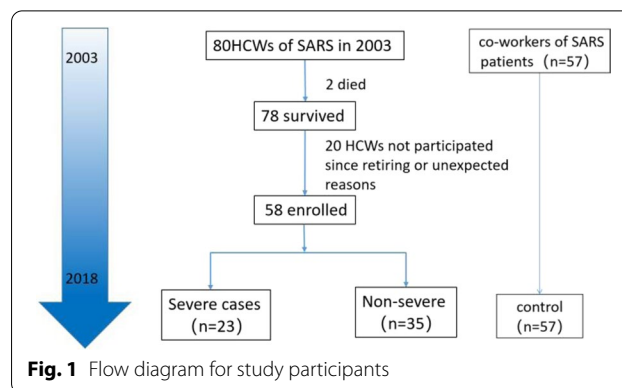 2003
80HCWs of SARS in 2003
co-workers of SARS
patients (n=57)
2 died
78 survived
20 HCWs not participated
since retiring or unexpected
reasons
58 enrolled
2018
Severe cases
(n=23)
Non-severe
(n=35)
control
(n=57)
Fig. 1 Flow diagram for study participants